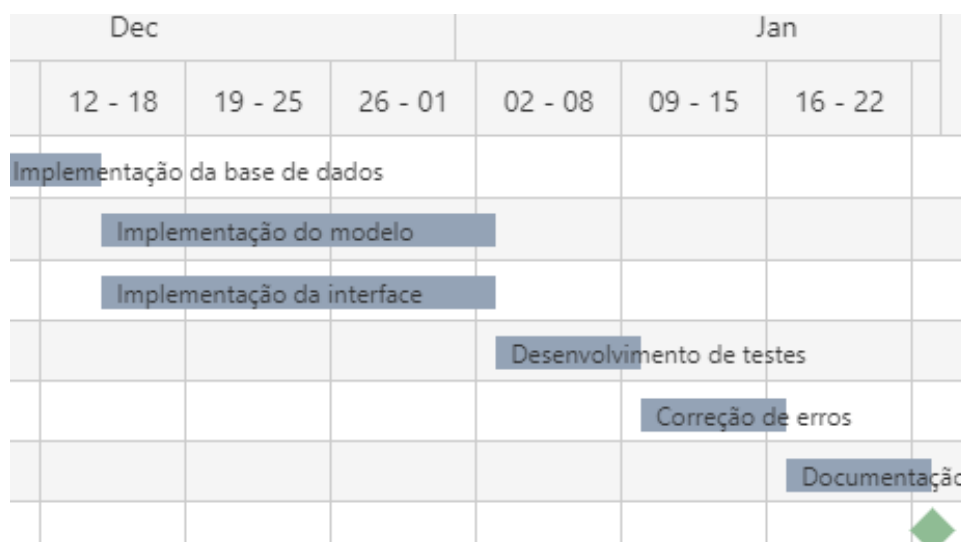 Dec Jan
12 - 18 19 - 25 26 - 01 02 - 08 09 - 15 16 - 22
Implementação da base de dados
Implementação do modelo
Implementação da interface
Desenvolvimento de testes
Correção de erros
Documentação